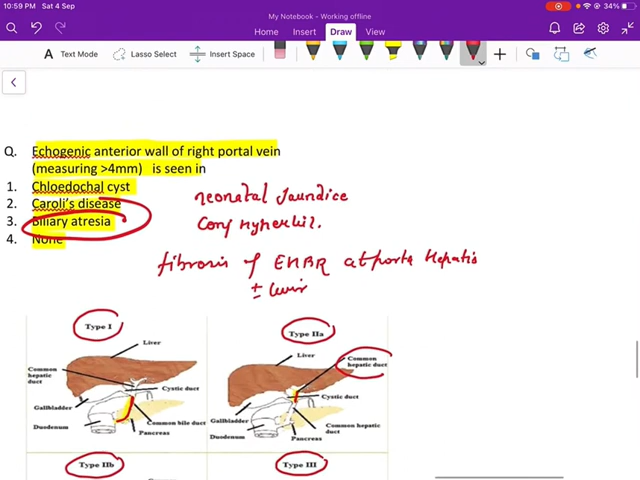 10:59 PM Sat 4 Sep
34%
My Notebook - Working offline
Home Insert Draw View
A Text Mode Lasso Select Insert Space
Q. Echogenic anterior wall of right portal vein
(measuring >4mm) is seen in
1. Chloedochal cyst
2. Caroli's disease
3. Biliary atresia
4. None
neonatal Jaundice
Conj Hyperbil.
fibrosis of EHBR at porta Hepatis
±
Type I
Liver
Common
hepatic
duct
Cystic duct
Gallbladder
Common bile duct
Duodenum
Pancreas
Type IIa
Liver
Common
hepatic duct
Cystic duct
Gallbladder
Common hepatic
duct
Duodenum
Pancreas
Type IIb
Type III